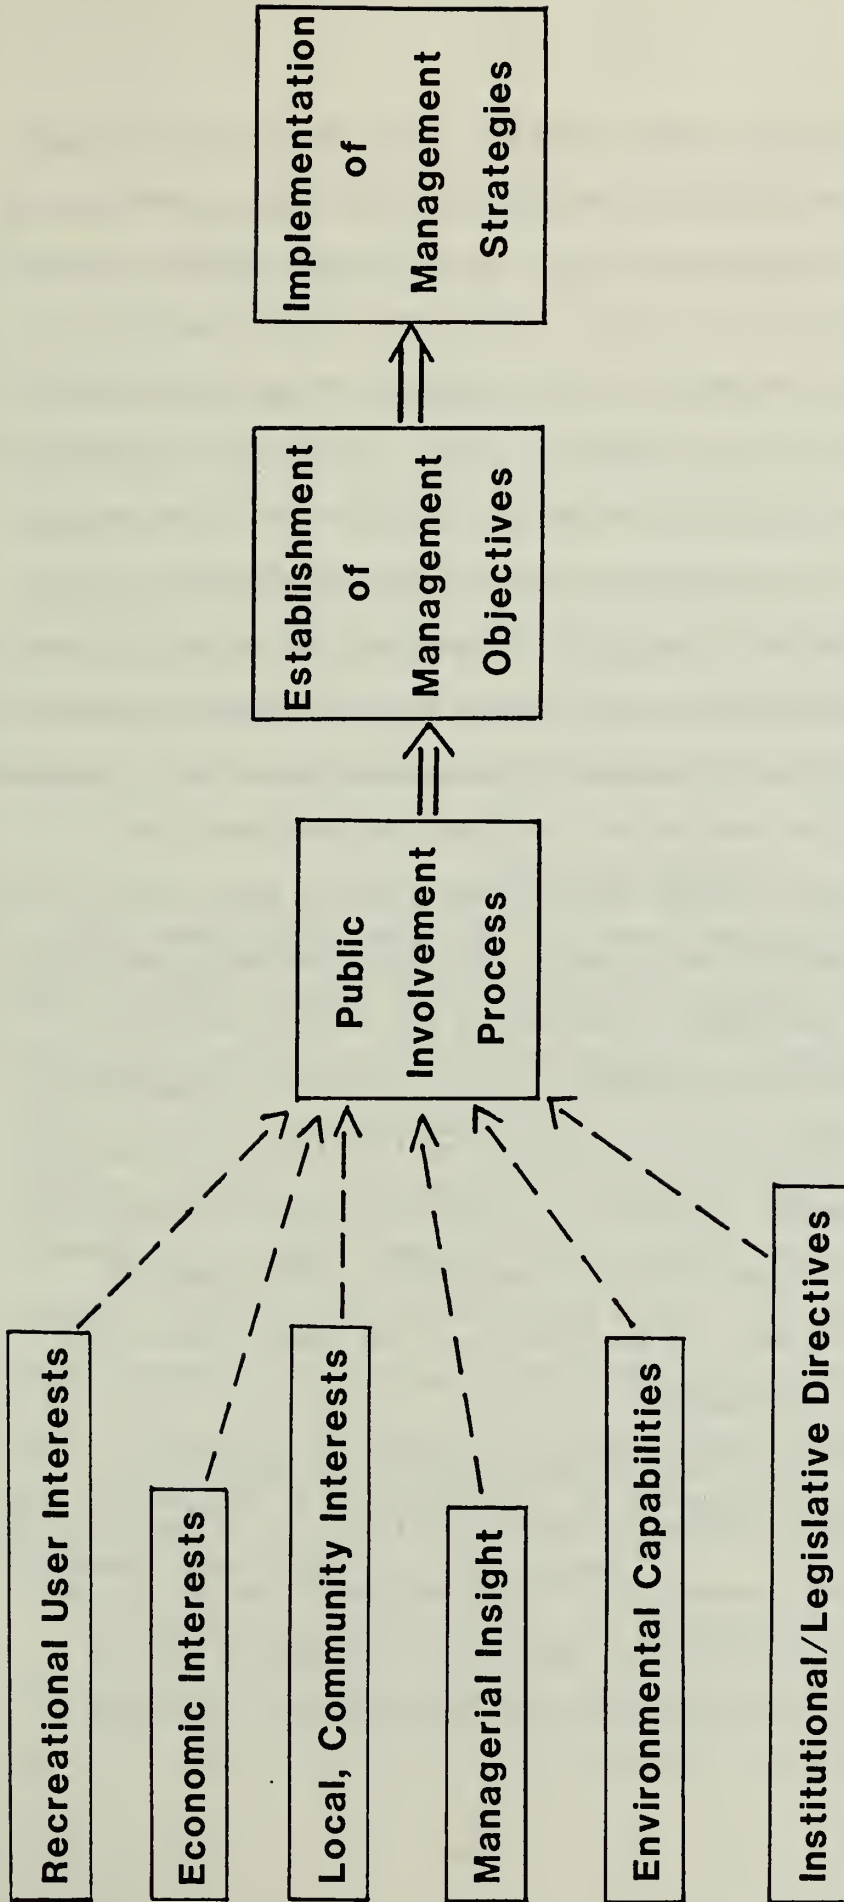 Recreational User Interests
Economic Interests
Local, Community Interests
Managerial Insight
Environmental Capabilities
Institutional/Legislative Directives
Public
Involvement
Process
Establishment
of
Management
Objectives
Implementation
of
Management
Strategies